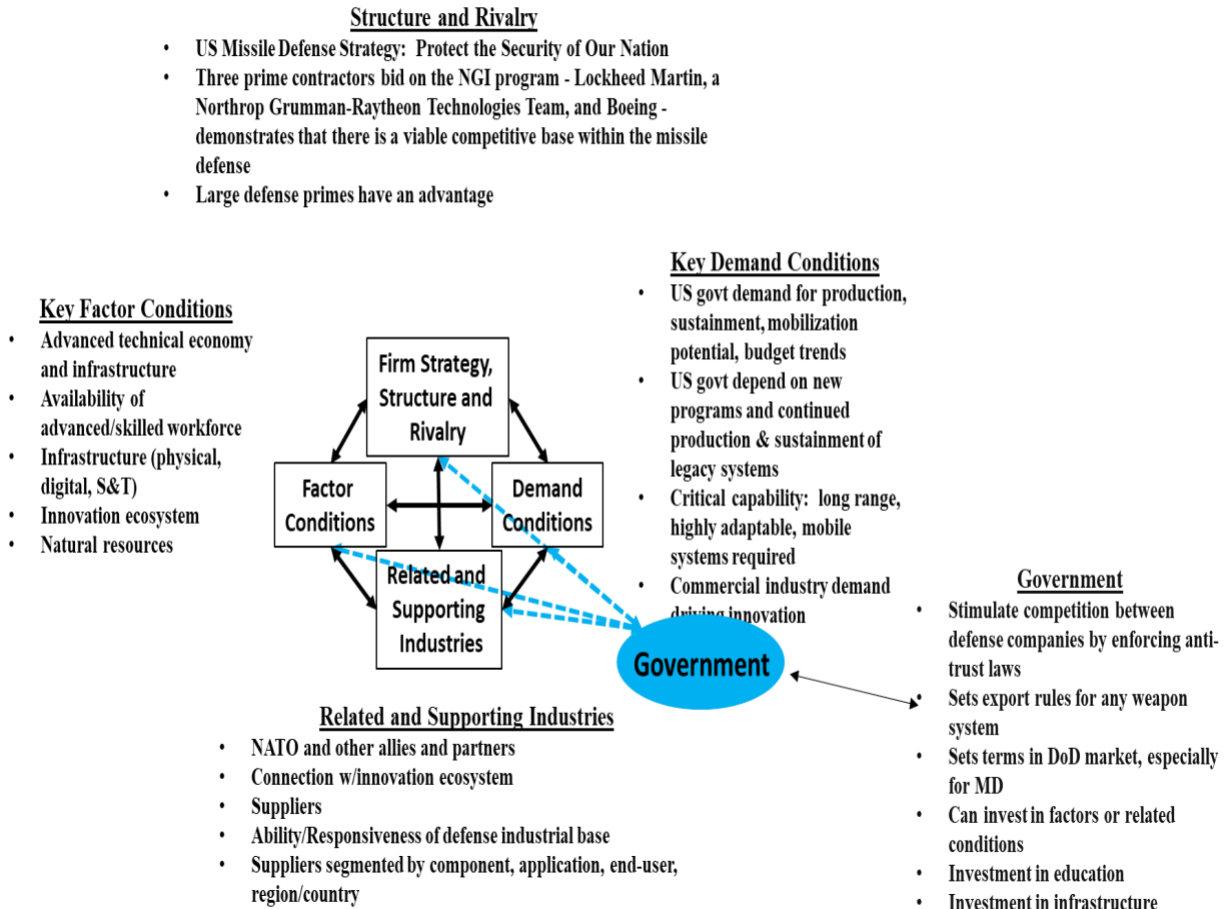 Structure and Rivalry
• US Missile Defense Strategy: Protect the Security of Our Nation
• Three prime contractors bid on the NGI program - Lockheed Martin, a
Northrop Grumman-Raytheon Technologies Team, and Boeing -
demonstrates that there is a viable competitive base within the missile
defense
• Large defense primes have an advantage
Key Factor Conditions
• Advanced technical economy
and infrastructure
• Availability of
advanced/skilled workforce
• Infrastructure (physical,
digital, S&T)
• Innovation ecosystem
• Natural resources
Firm Strategy,
Structure and
Rivalry
Factor
Conditions
Demand
Conditions
Related and
Supporting
Industries
Key Demand Conditions
• US govt demand for production,
sustainment, mobilization
potential, budget trends
• US govt depend on new
programs and continued
production & sustainment of
legacy systems
• Critical capability: long range,
highly adaptable, mobile
systems required
• Commercial industry demand
driving innovation
Government
Government
• Stimulate competition between
defense companies by enforcing anti-
trust laws
• Sets export rules for any weapon
system
• Sets terms in DoD market, especially
for MD
• Can invest in factors or related
conditions
• Investment in education
• Investment in infrastructure
Related and Supporting Industries
• NATO and other allies and partners
• Connection w/innovation ecosystem
• Suppliers
• Ability/Responsiveness of defense industrial base
• Suppliers segmented by component, application, end-user,
region/country